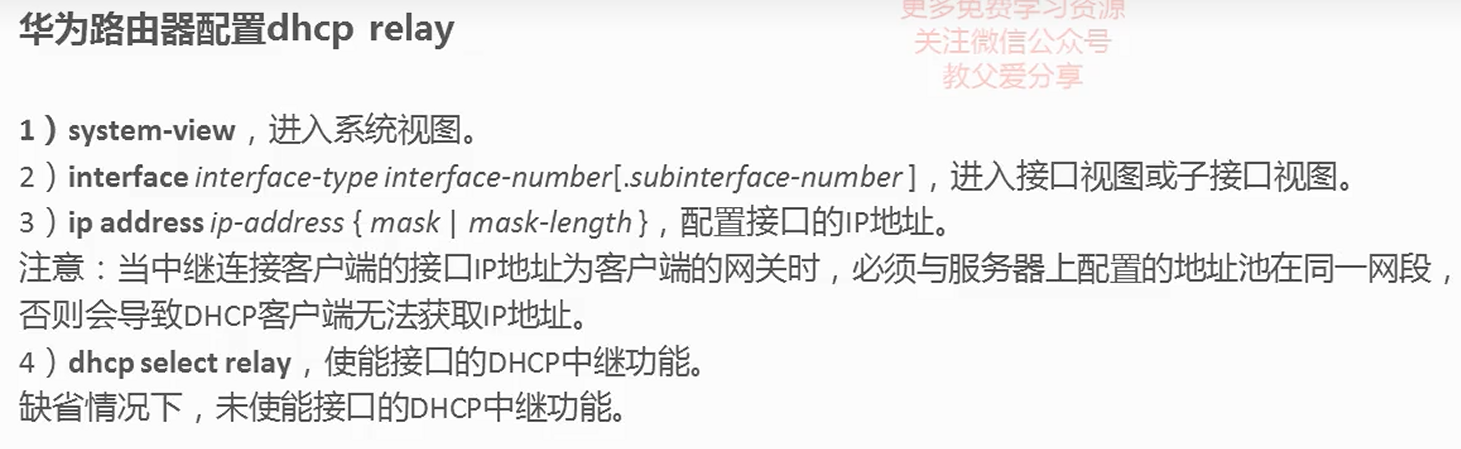 华为路由器配置dhcp relay
更多免费学习资源
关注微信公众号
教父爱分享
1）system-view，进入系统视图。
2）interface interface-type interface-number[.subinterface-number ]，进入接口视图或子接口视图。
3）ip address ip-address { mask | mask-length }，配置接口的IP地址。
注意：当中继连接客户端的接口IP地址为客户端的网关时，必须与服务器上配置的地址池在同一网段，
否则会导致DHCP客户端无法获取IP地址。
4）dhcp select relay，使能接口的DHCP中继功能。
缺省情况下，未使能接口的DHCP中继功能。